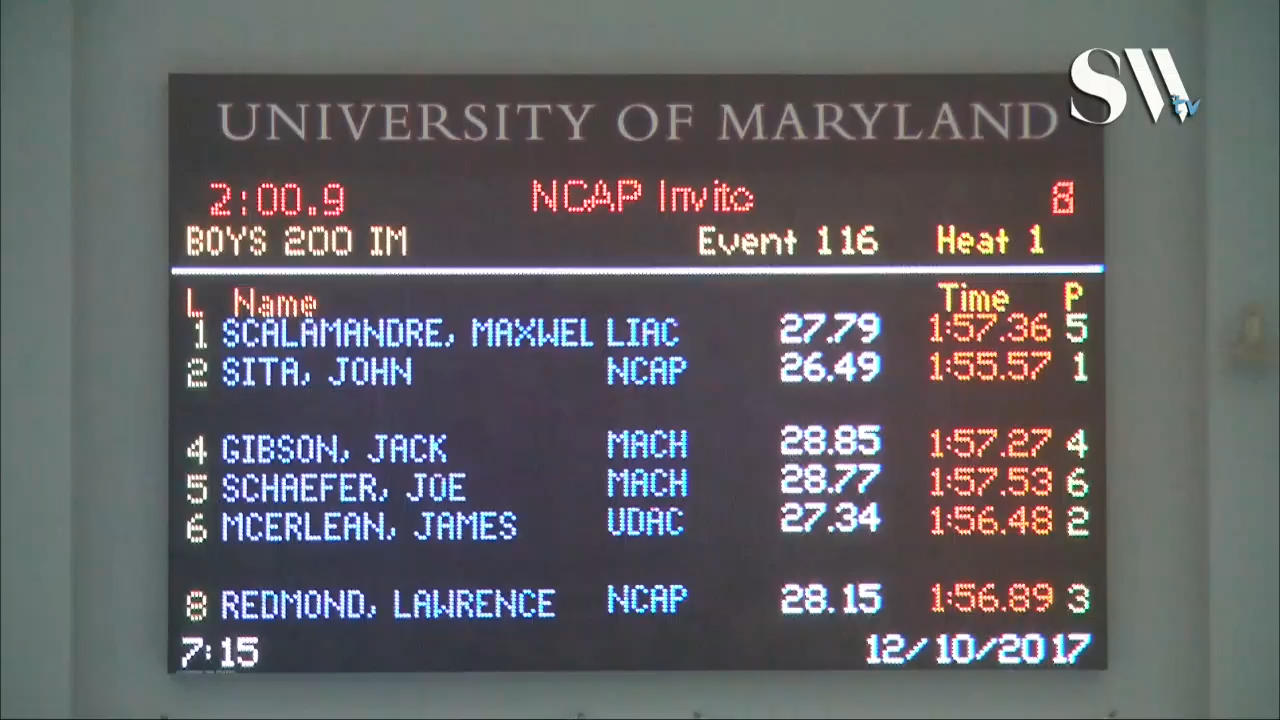 SW
tv
UNIVERSITY OF MARYLAND
2:00.9 NCAP Invite 8
BOYS 200 IM Event 116 Heat 1
L Name Time P
1 SCALAMANDRE, MAXWEL LIAC 27.79 1:57.36 5
2 SITA, JOHN NCAP 26.49 1:55.57 1
4 GIBSON, JACK MACH 28.85 1:57.27 4
5 SCHAEFER, JOE MACH 28.77 1:57.53 6
6 MCERLEAN, JAMES UDAC 27.34 1:56.48 2
8 REDMOND, LAWRENCE NCAP 28.15 1:56.89 3
7:15 12/10/2017